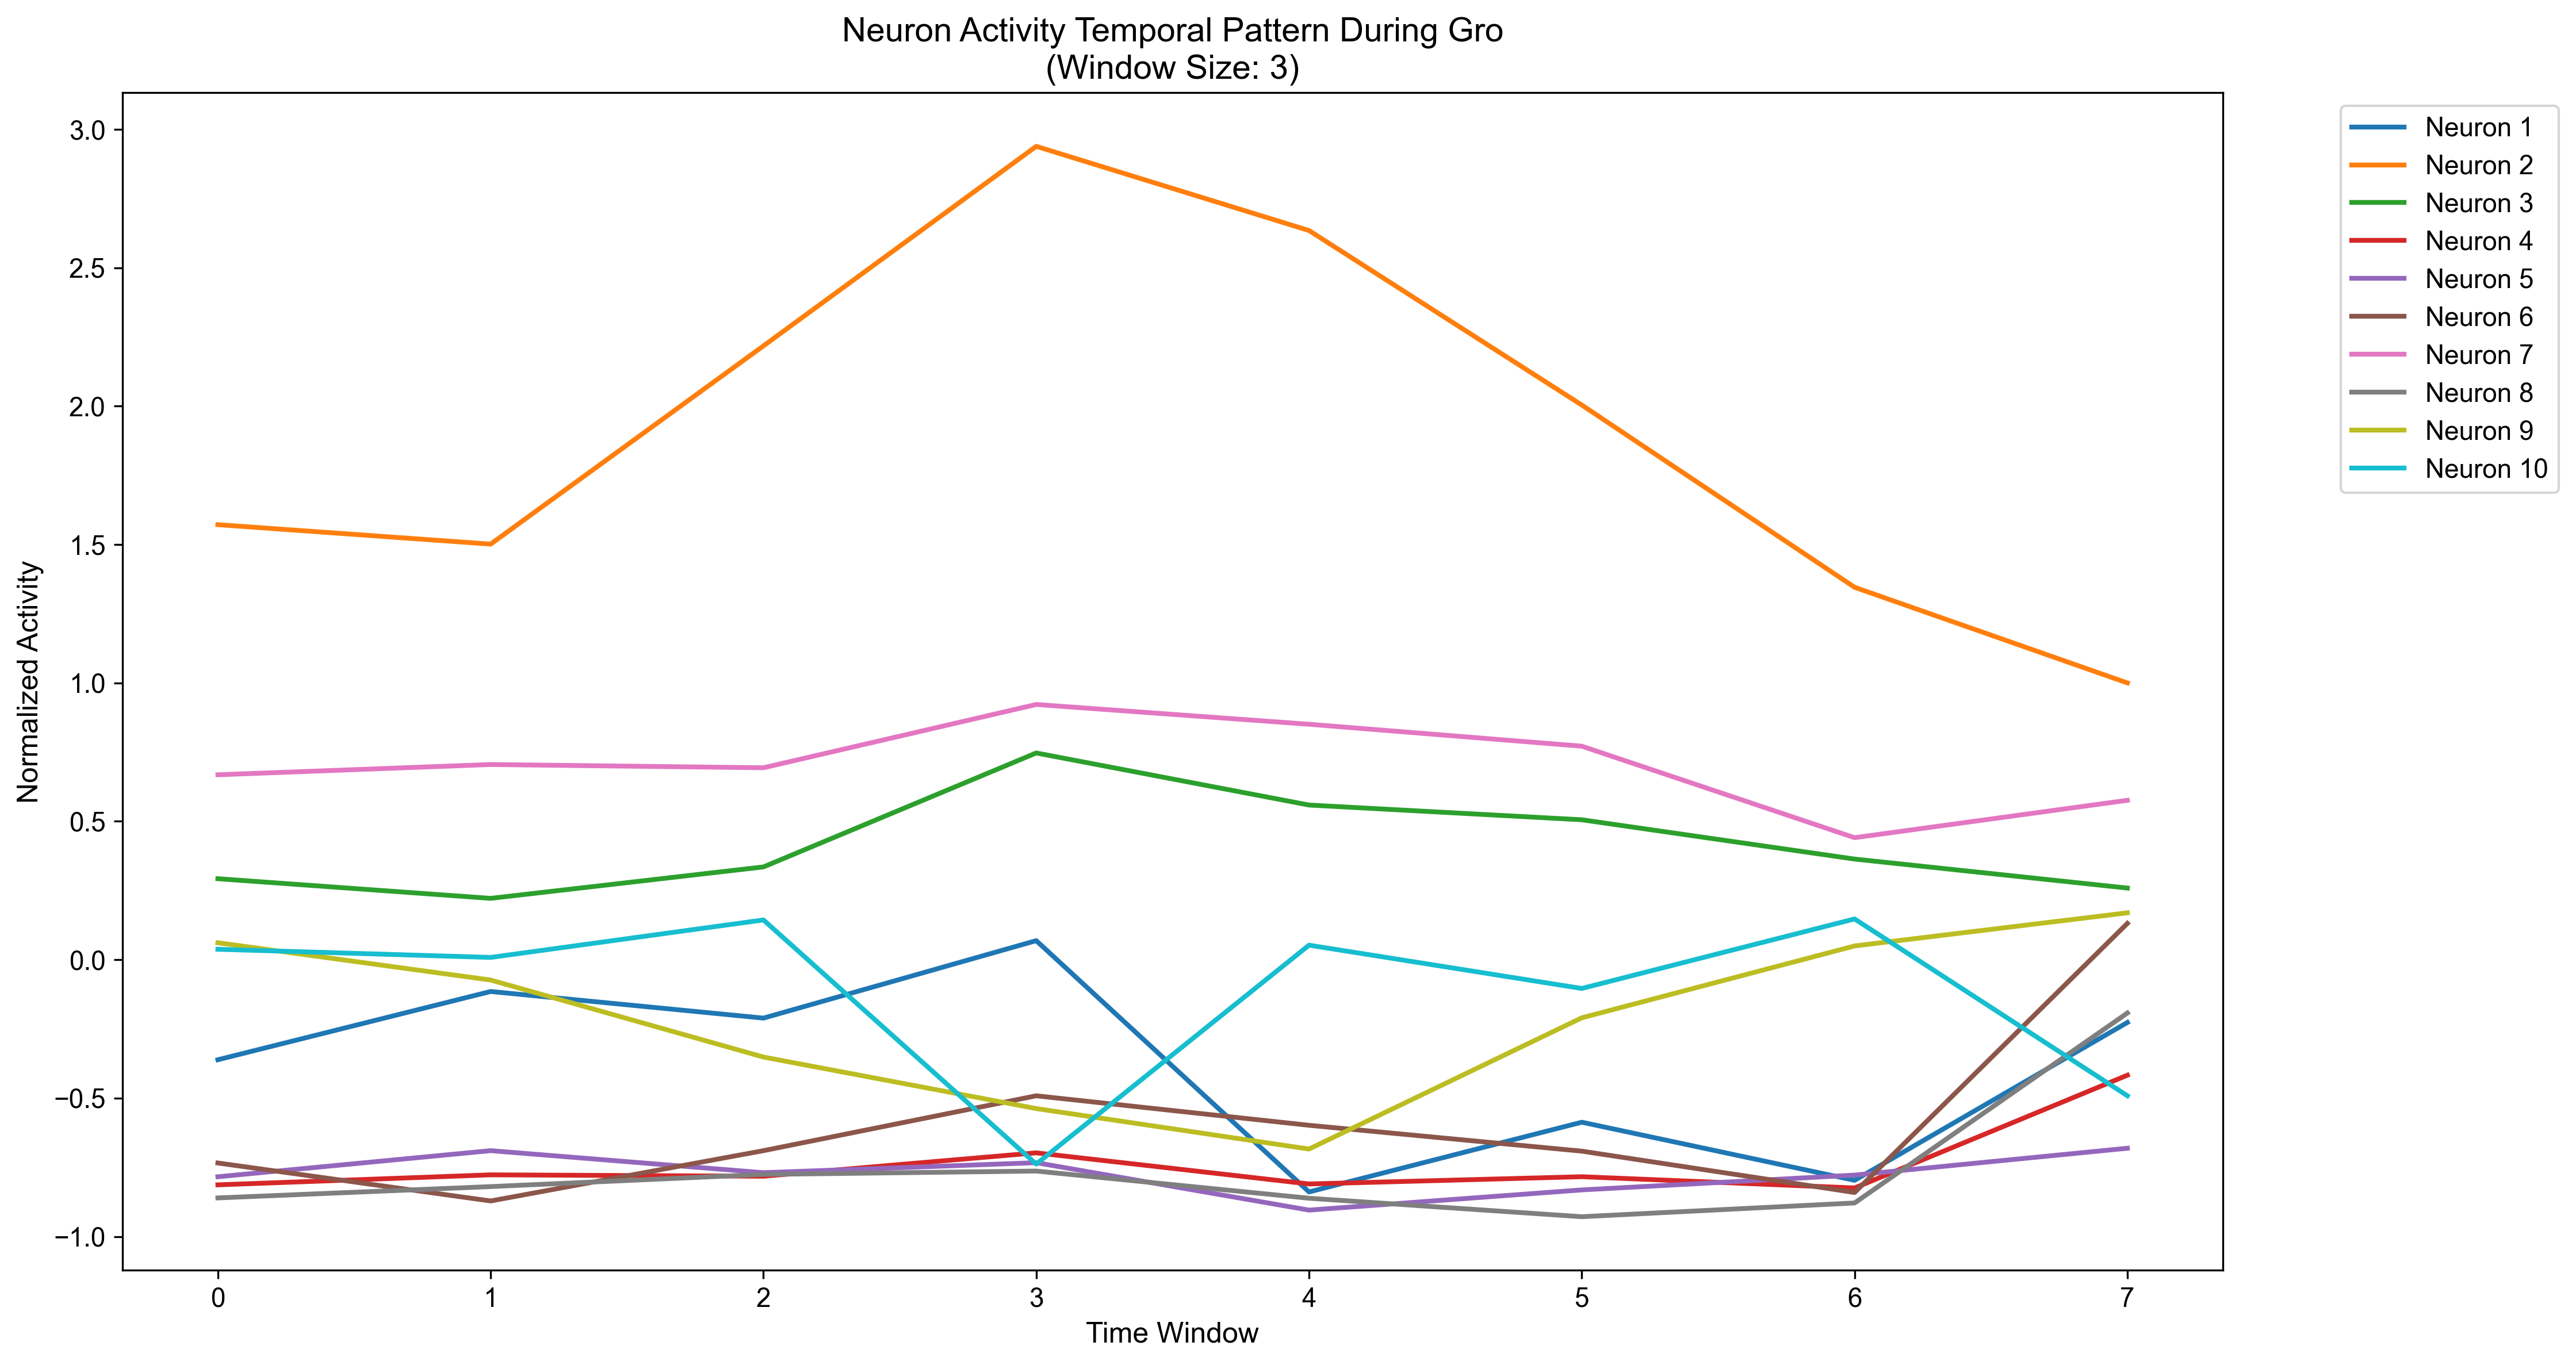 Neuron Activity Temporal Pattern During Gro
(Window Size: 3)
3.0
2.5
2.0
1.5
1.0
0.5
0.0
−0.5
−1.0
Normalized Activity
0 1 2 3 4 5 6 7
Time Window
Neuron 1
Neuron 2
Neuron 3
Neuron 4
Neuron 5
Neuron 6
Neuron 7
Neuron 8
Neuron 9
Neuron 10